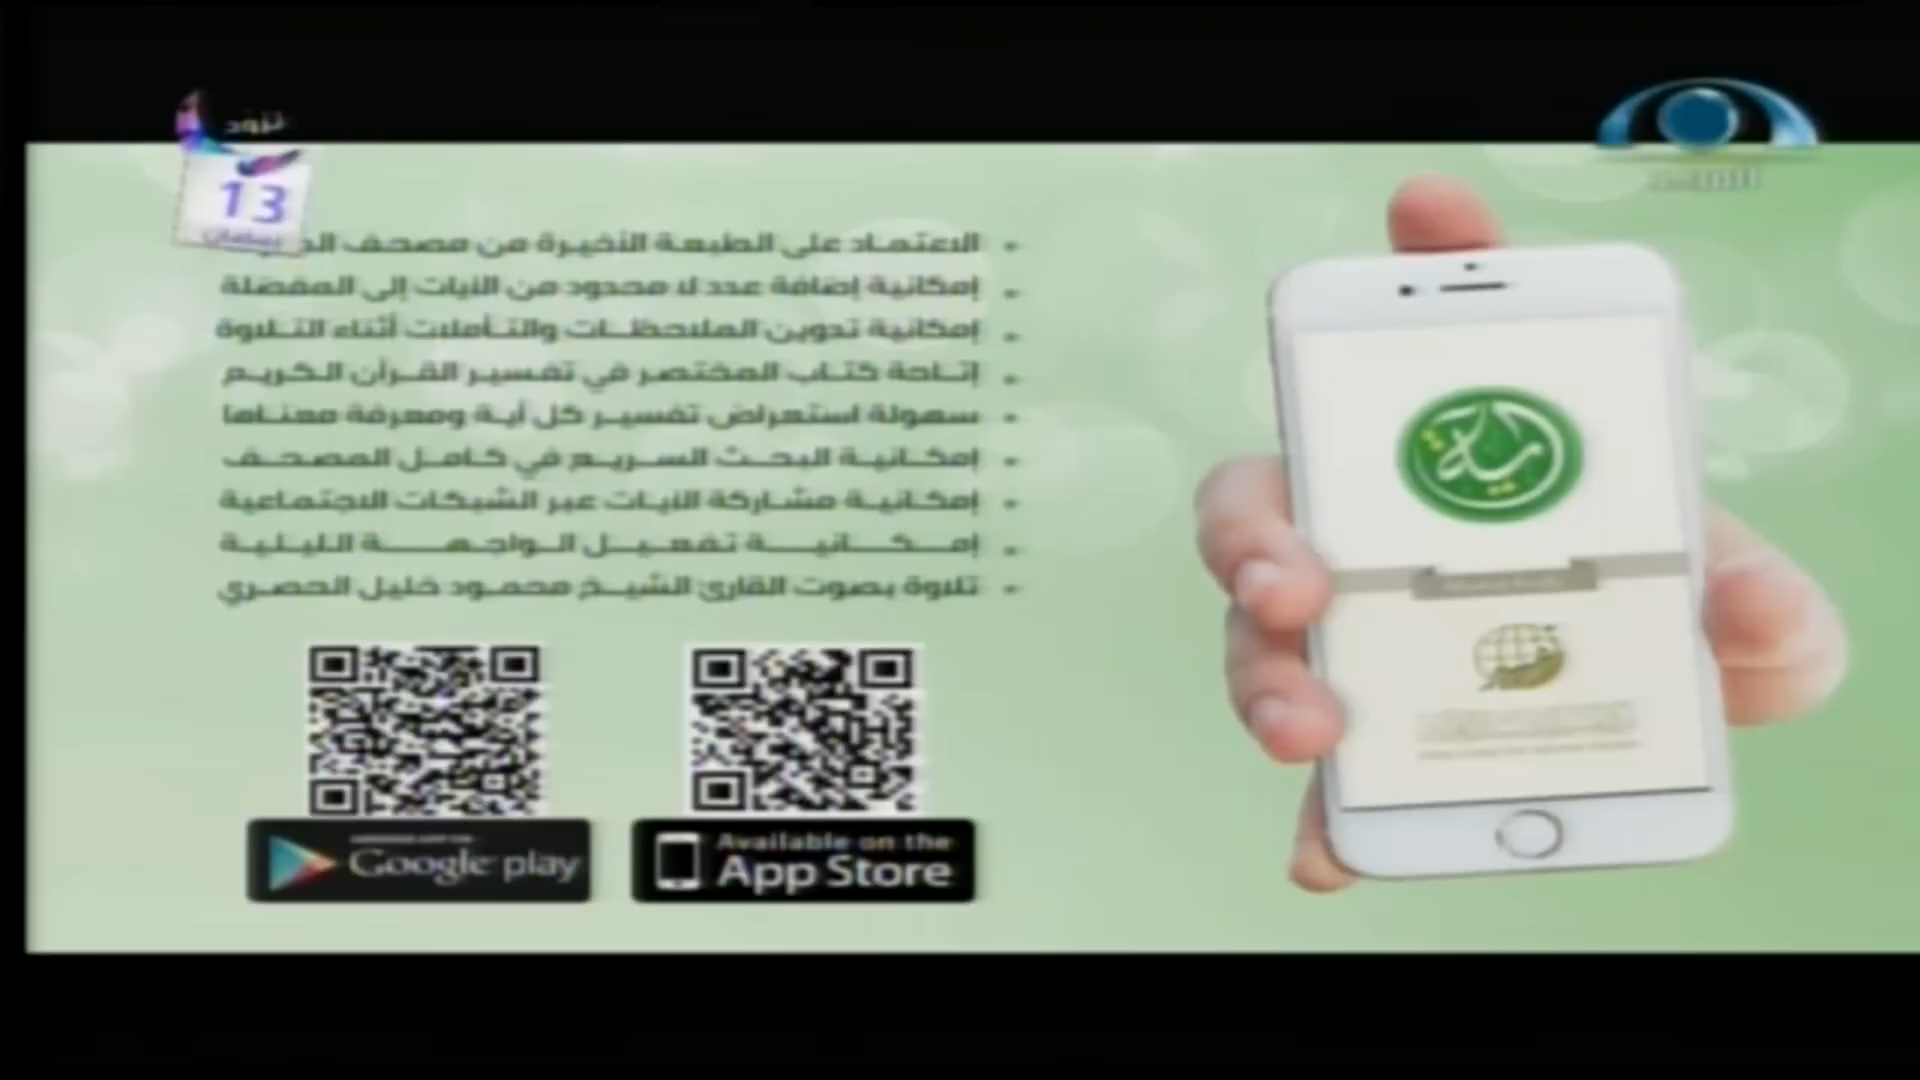 تزود
13
رمضان
الاعتماد على الطبعة الأخيرة من مصحف
إمكانية إضافة عدد لا محدود من الآيات إلى المفضلة
إمكانية تدوين الملاحظات والتأملات أثناء التلاوة
إتاحة كتاب المختصر في تفسير القرآن الكريم
سهولة استعراض تفسير كل آية ومعرفة معناها
إمكانية البحث السريع في كامل المصحف
إمكانية مشاركة الآيات عبر الشبكات الاجتماعية
إمكانية تفعيل الواجهة الليلية
تلاوة بصوت القارئ الشيخ محمود خليل الحصري
آية
Available on the
App Store
Google play